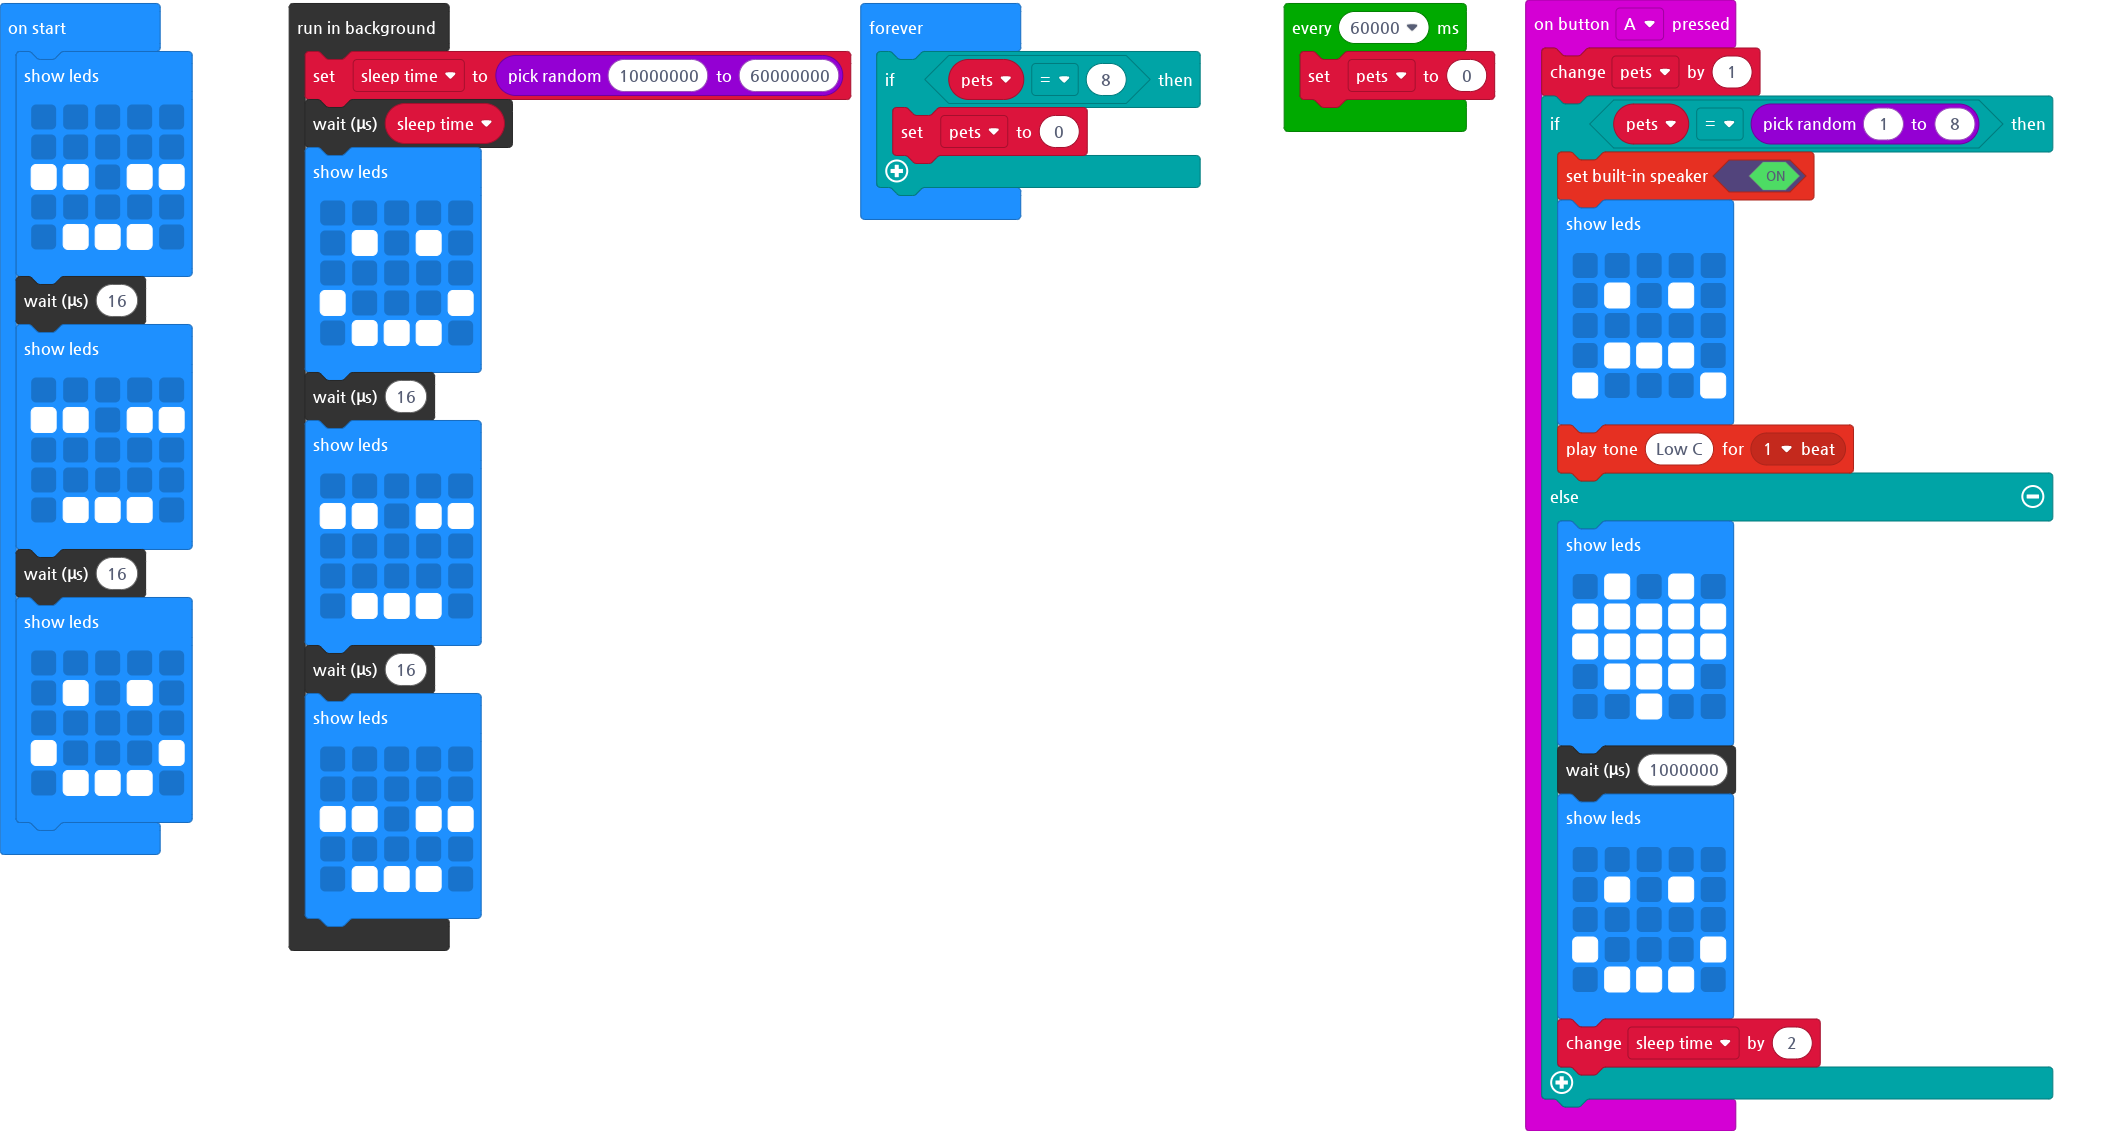 on start
show leds
wait (µs) 16
show leds
wait (µs) 16
show leds
run in background
set sleep time to pick random 10000000 to 60000000
wait (µs) sleep time
show leds
wait (µs) 16
show leds
wait (µs) 16
show leds
forever
if pets = 8 then
set pets to 0
every 60000 ms
set pets to 0
on button A pressed
change pets by 1
if pets = pick random 1 to 8 then
set built-in speaker ON
show leds
play tone Low C for 1 beat
else
show leds
wait (µs) 1000000
show leds
change sleep time by 2